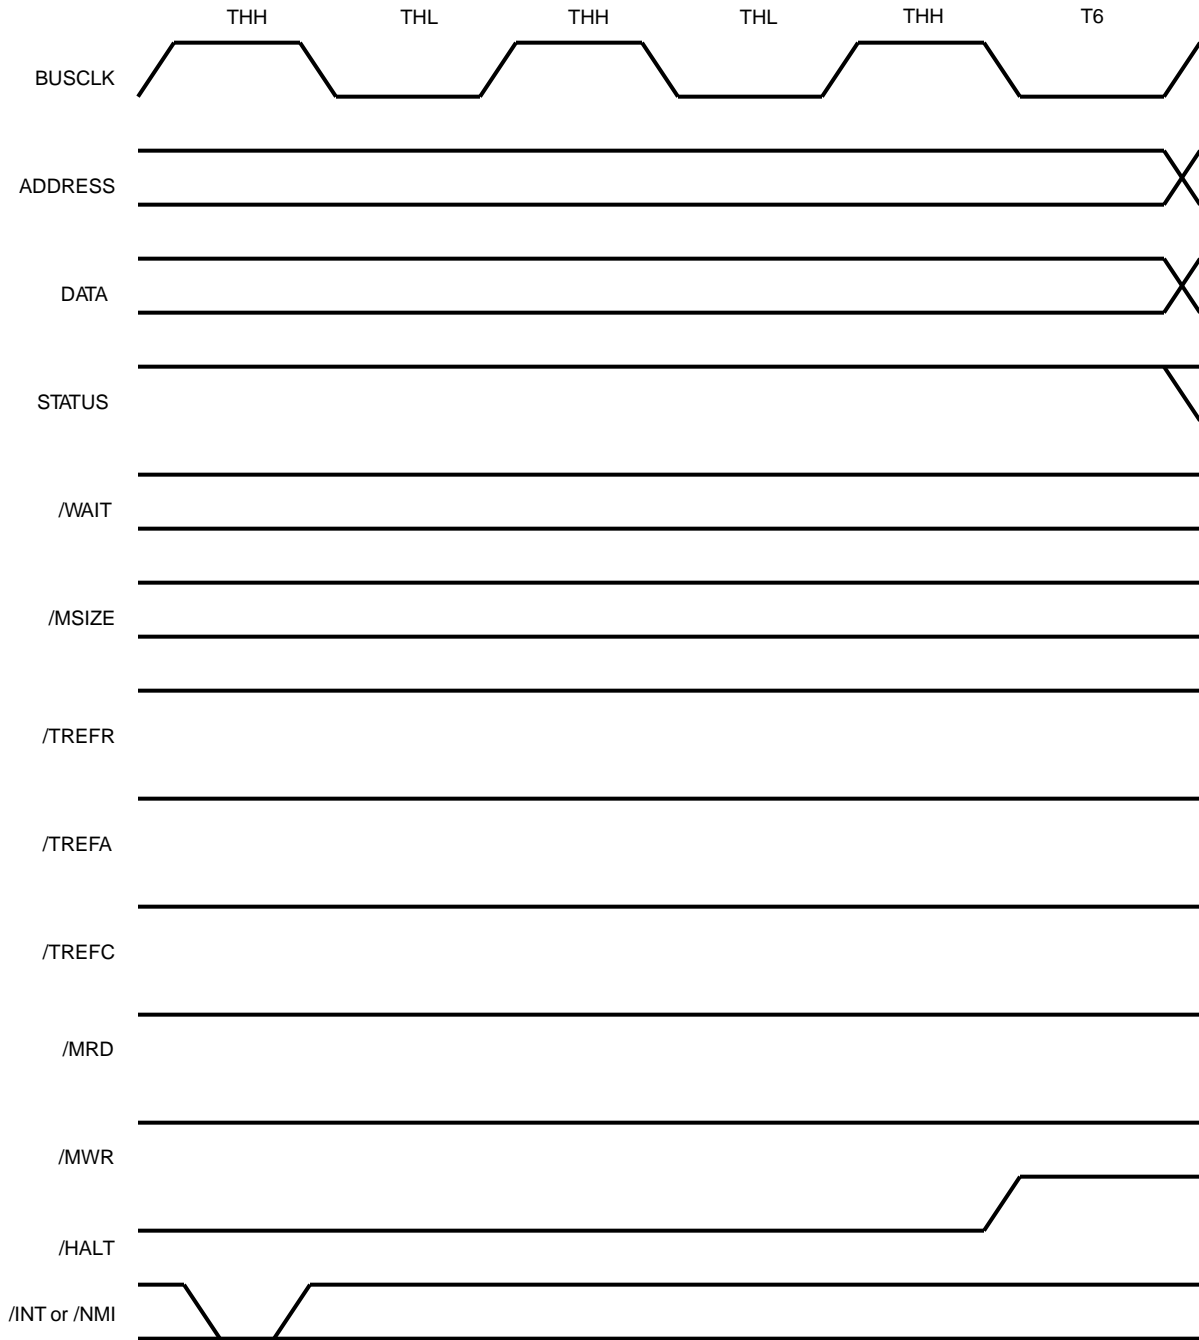 THH THL THH THL THH T6
BUSCLK
ADDRESS
DATA
STATUS
/WAIT
/MSIZE
/TREFR
/TREFA
/TREFC
/MRD
/MWR
/HALT
/INT or /NMI